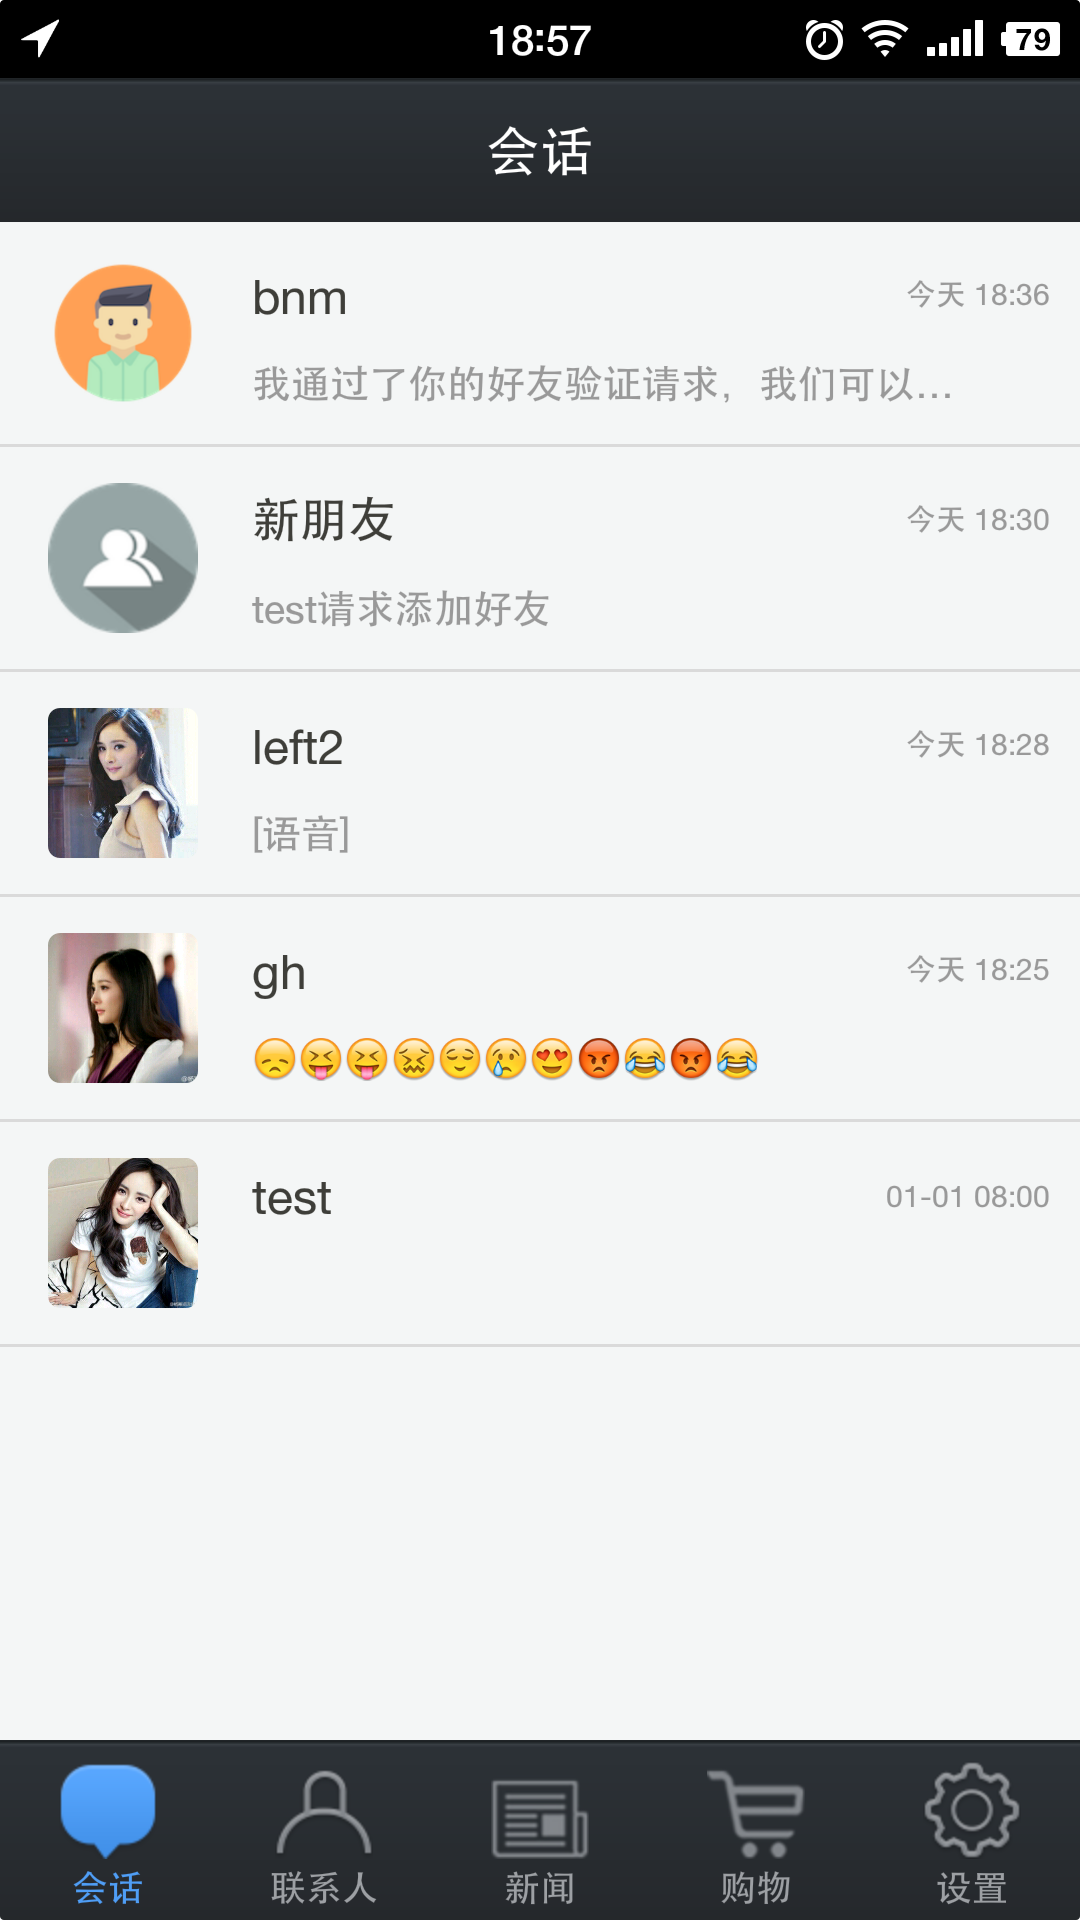 18:57
79
会话
bnm
今天 18:36
我通过了你的好友验证请求，我们可以...
新朋友
今天 18:30
test请求添加好友
left2
今天 18:28
[语音]
gh
今天 18:25
😞😝😝😖😌😢😍😡😂😡😂
test
01-01 08:00
会话
联系人
新闻
购物
设置